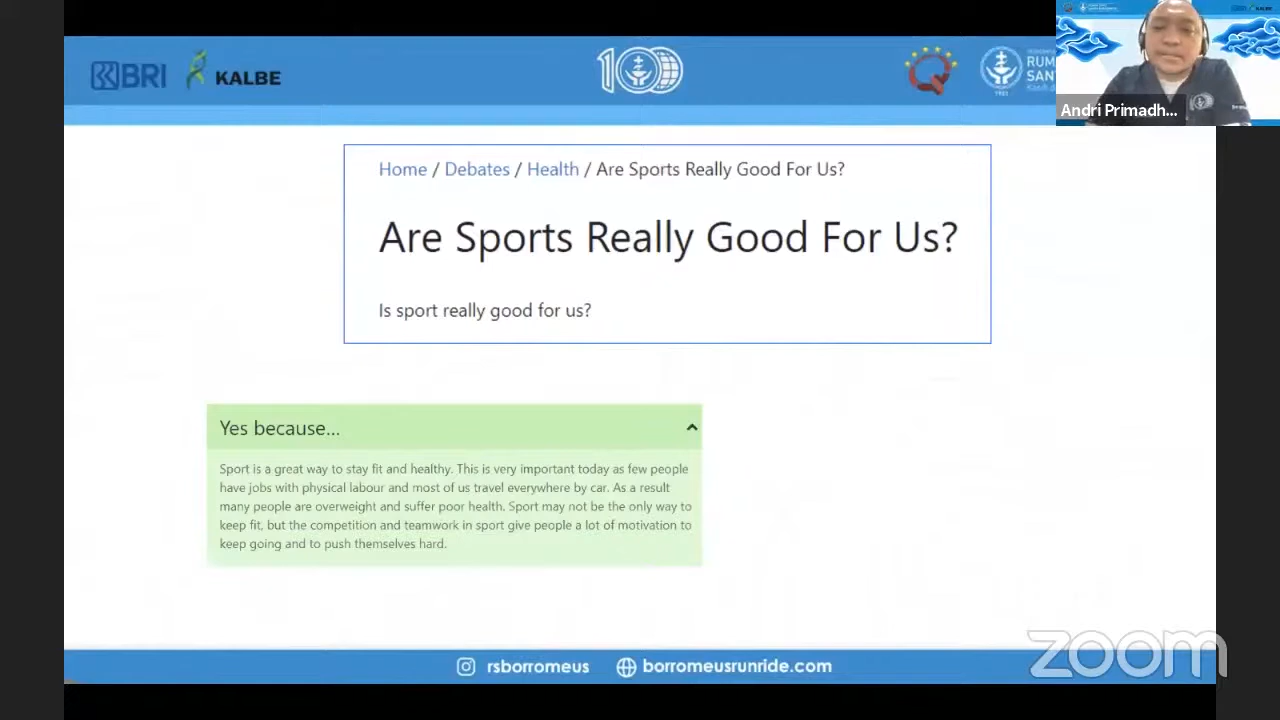 BRI
KALBE
100
Q
RUM
SAN
1921
Andri Primadh...
Home / Debates / Health / Are Sports Really Good For Us?
Are Sports Really Good For Us?
Is sport really good for us?
Yes because...
Sport is a great way to stay fit and healthy. This is very important today as few people
have jobs with physical labour and most of us travel everywhere by car. As a result
many people are overweight and suffer poor health. Sport may not be the only way to
keep fit, but the competition and teamwork in sport give people a lot of motivation to
keep going and to push themselves hard.
zoom
rsborromeus
borromeusrunride.com